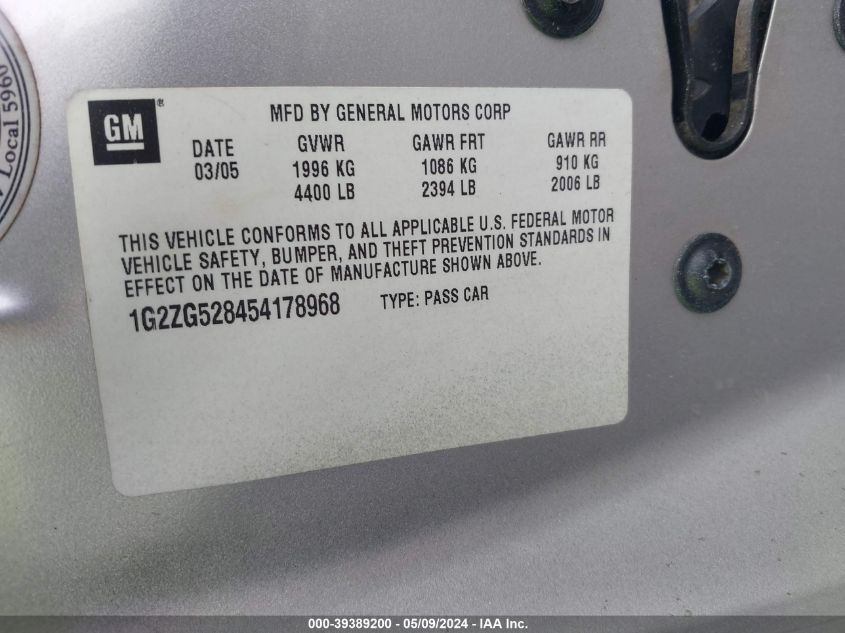 Local 5960
GM®
MFD BY GENERAL MOTORS CORP
DATE GVWR GAWR FRT GAWR RR
03/05 1996 KG 1086 KG 910 KG
4400 LB 2394 LB 2006 LB
THIS VEHICLE CONFORMS TO ALL APPLICABLE U.S. FEDERAL MOTOR
VEHICLE SAFETY, BUMPER, AND THEFT PREVENTION STANDARDS IN
EFFECT ON THE DATE OF MANUFACTURE SHOWN ABOVE.
1G2ZG528454178968 TYPE: PASS CAR
000-39389200 - 05/09/2024 - IAA Inc.